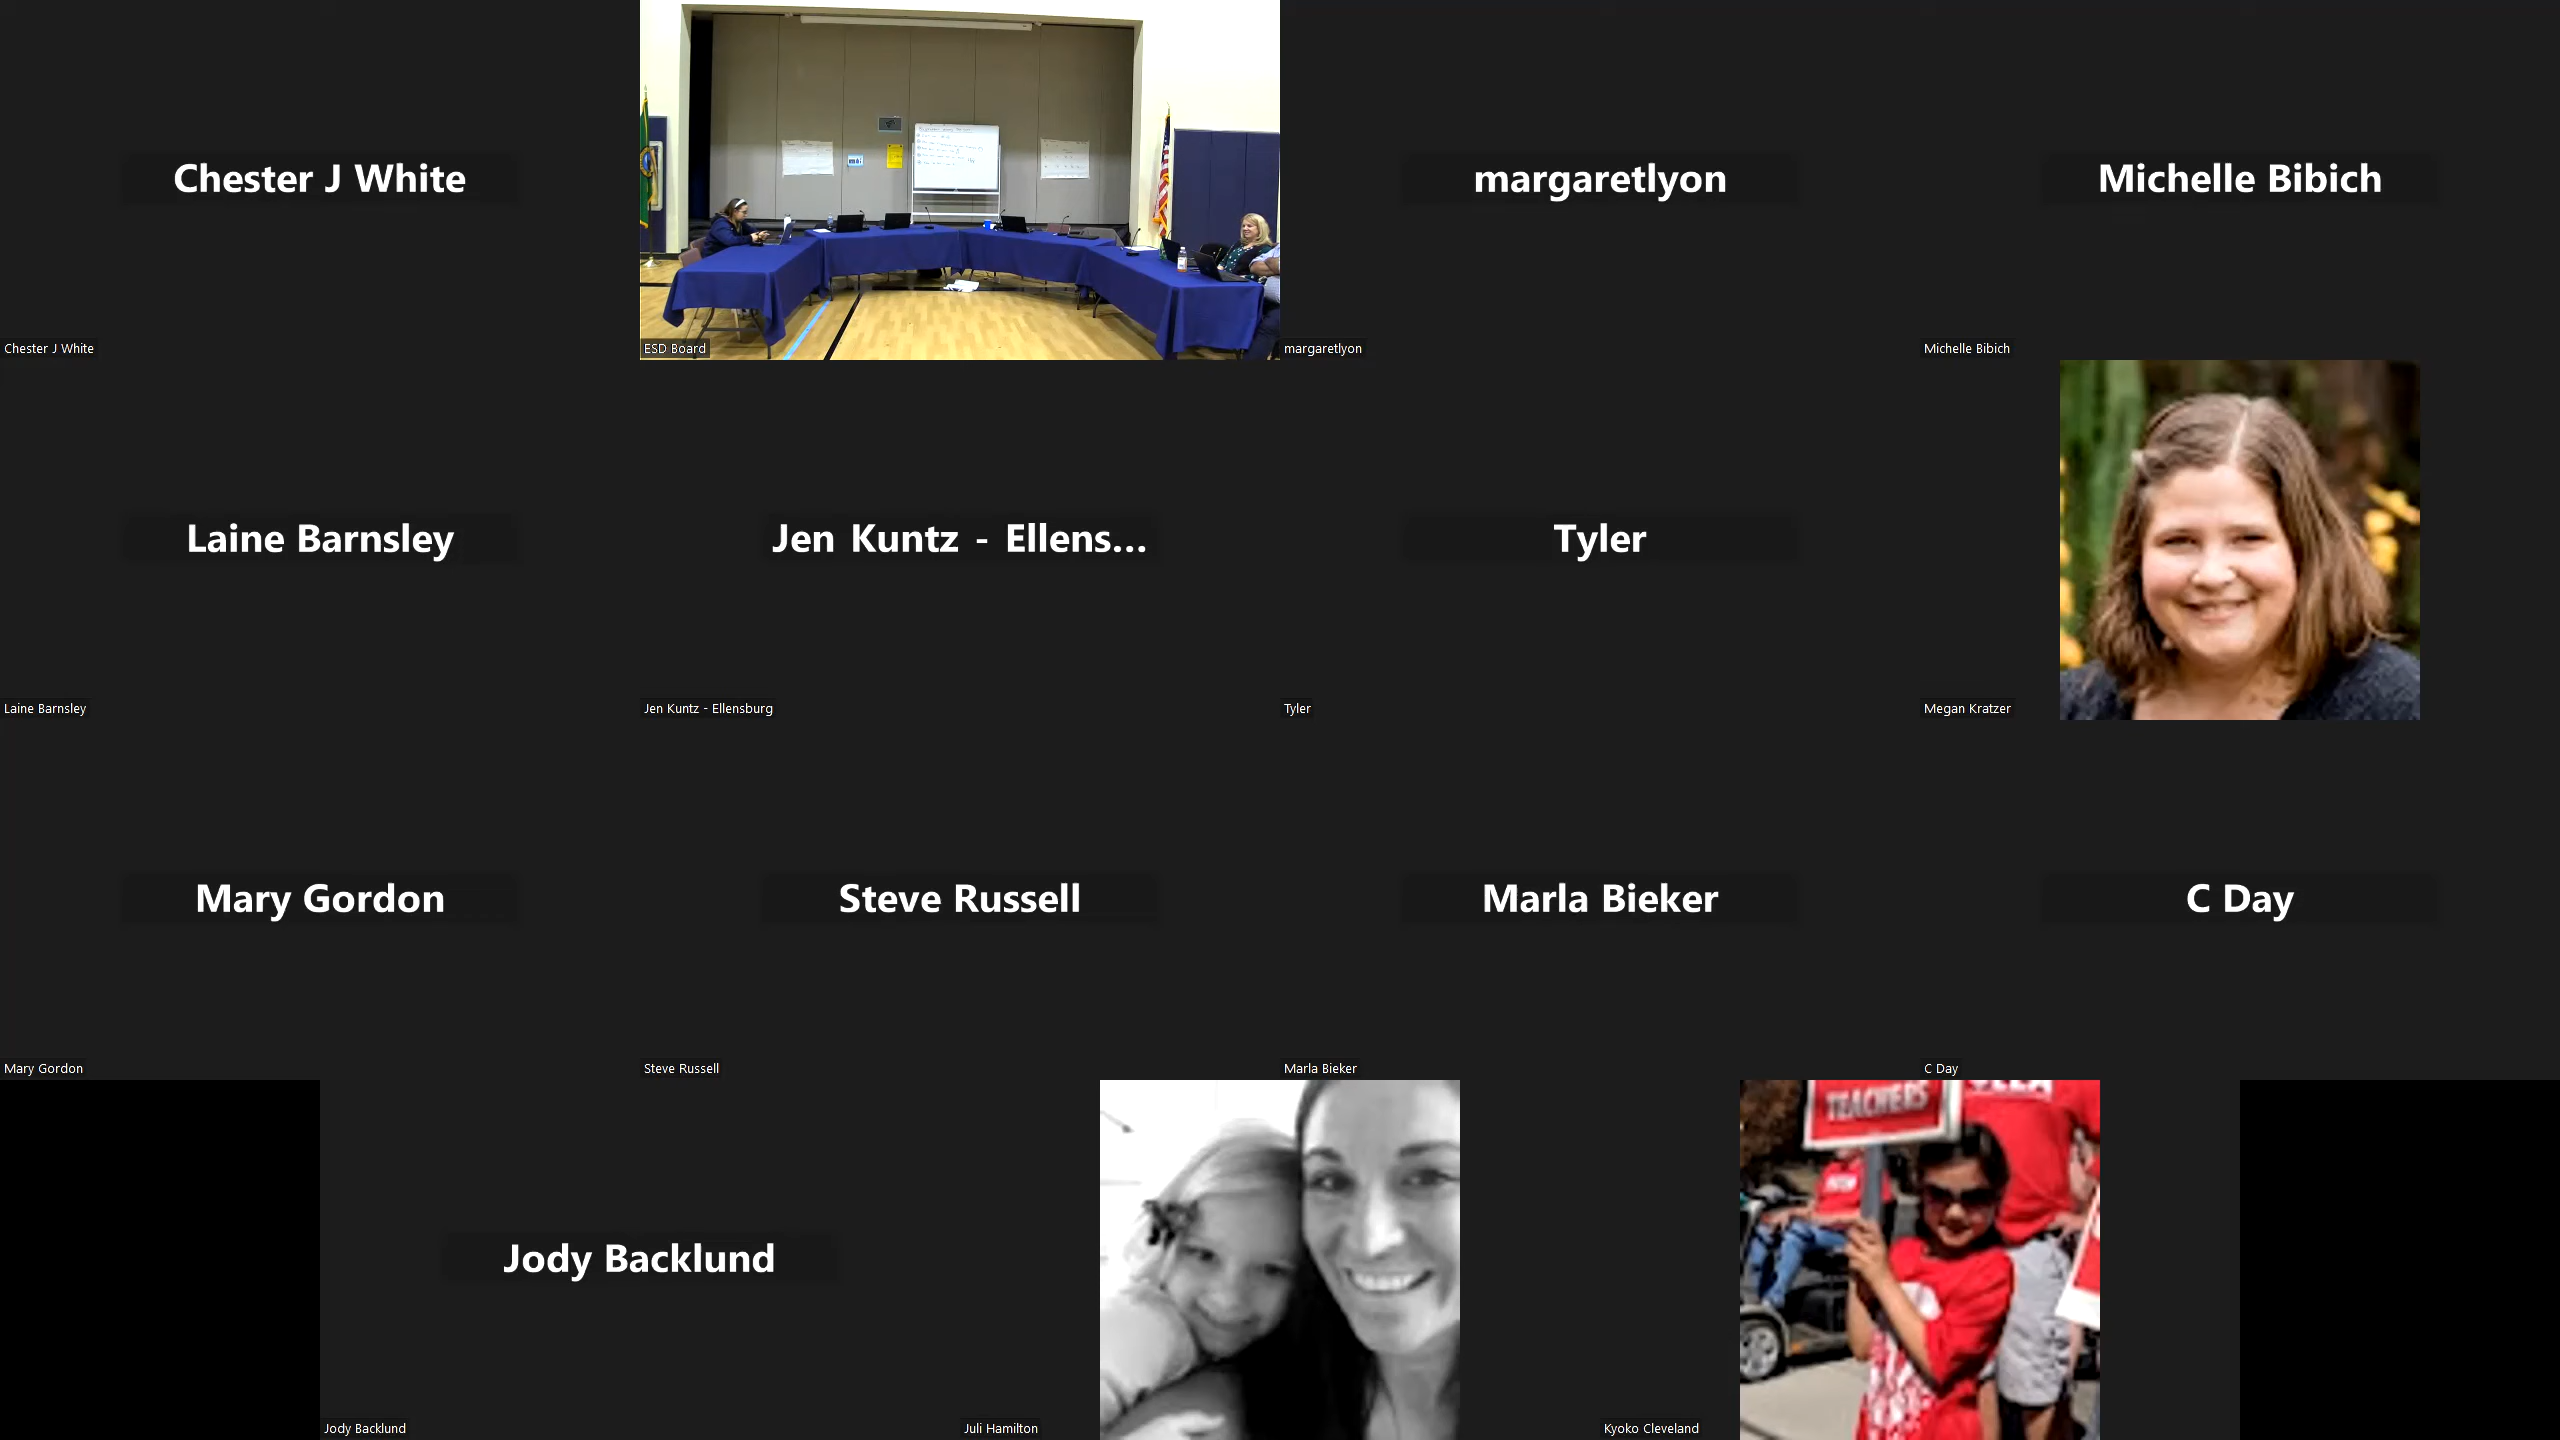 Chester J White
margaretlyon
Michelle Bibich
Chester J White
ESD Board
margaretlyon
Michelle Bibich
Laine Barnsley
Jen Kuntz - Ellens...
Tyler
Laine Barnsley
Jen Kuntz - Ellensburg
Tyler
Megan Kratzer
Mary Gordon
Steve Russell
Marla Bieker
C Day
Mary Gordon
Steve Russell
Marla Bieker
C Day
TEACHERS
Jody Backlund
Jody Backlund
Juli Hamilton
Kyoko Cleveland